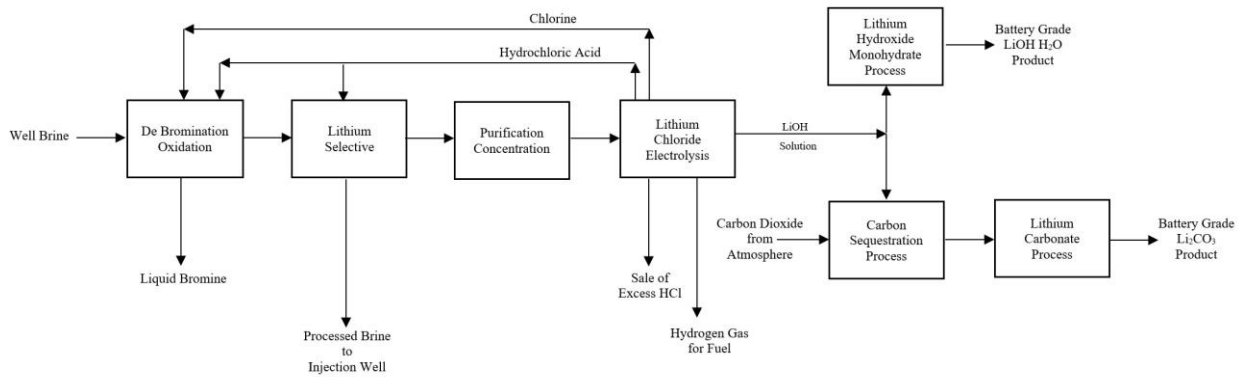 Chlorine
Hydrochloric Acid
Well Brine
De Bromination
Oxidation
Lithium
Selective
Purification
Concentration
Lithium
Chloride
Electrolysis
LiOH
Solution
Lithium
Hydroxide
Monohydrate
Process
Battery Grade
LiOH H₂O
Product
Carbon Dioxide
from
Atmosphere
Carbon
Sequestration
Process
Lithium
Carbonate
Process
Battery Grade
Li₂CO₃
Product
Liquid Bromine
Processed Brine
to
Injection Well
Sale of
Excess HCl
Hydrogen Gas
for Fuel